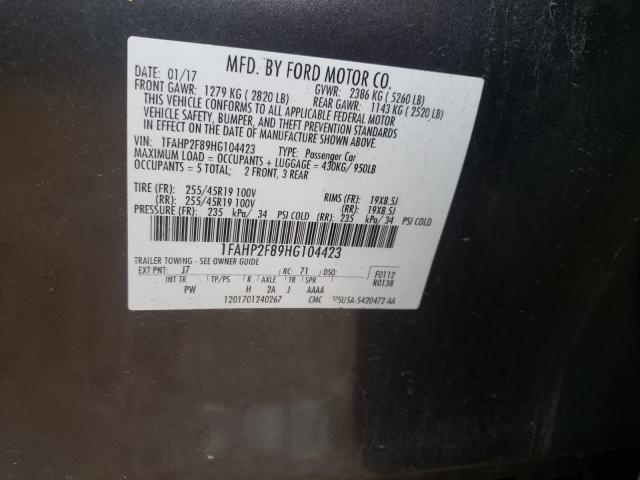 MFD. BY FORD MOTOR CO.
DATE: 01/17 GVWR: 2386 KG ( 5260 LB)
FRONT GAWR: 1279 KG ( 2820 LB) REAR GAWR: 1143 KG ( 2520 LB)
THIS VEHICLE CONFORMS TO ALL APPLICABLE FEDERAL MOTOR
VEHICLE SAFETY, BUMPER, AND THEFT PREVENTION STANDARDS
IN EFFECT ON THE DATE OF MANUFACTURE SHOWN ABOVE.
VIN: 1FAHP2F89HG104423 TYPE: Passenger Car
MAXIMUM LOAD = OCCUPANTS + LUGGAGE = 430KG/950LB
OCCUPANTS = 5 TOTAL; 2 FRONT, 3 REAR
TIRE (FR): 255/45R19 100V RIMS (FR): 19X8.5J
(RR): 255/45R19 100V (RR): 19X8.5J
PRESSURE (FR): 235 kPa/ 34 PSI COLD (RR): 235 kPa/ 34 PSI COLD
1FAHP2F89HG104423
TRAILER TOWING - SEE OWNER GUIDE
EXT PNT: J7 RC: 71 DSO: F0112
INT TR TP/PS R AXLE TR SPR R0138
PW H 2A J AAAA
1201701240267 CMC 5U5A-5420472-AA